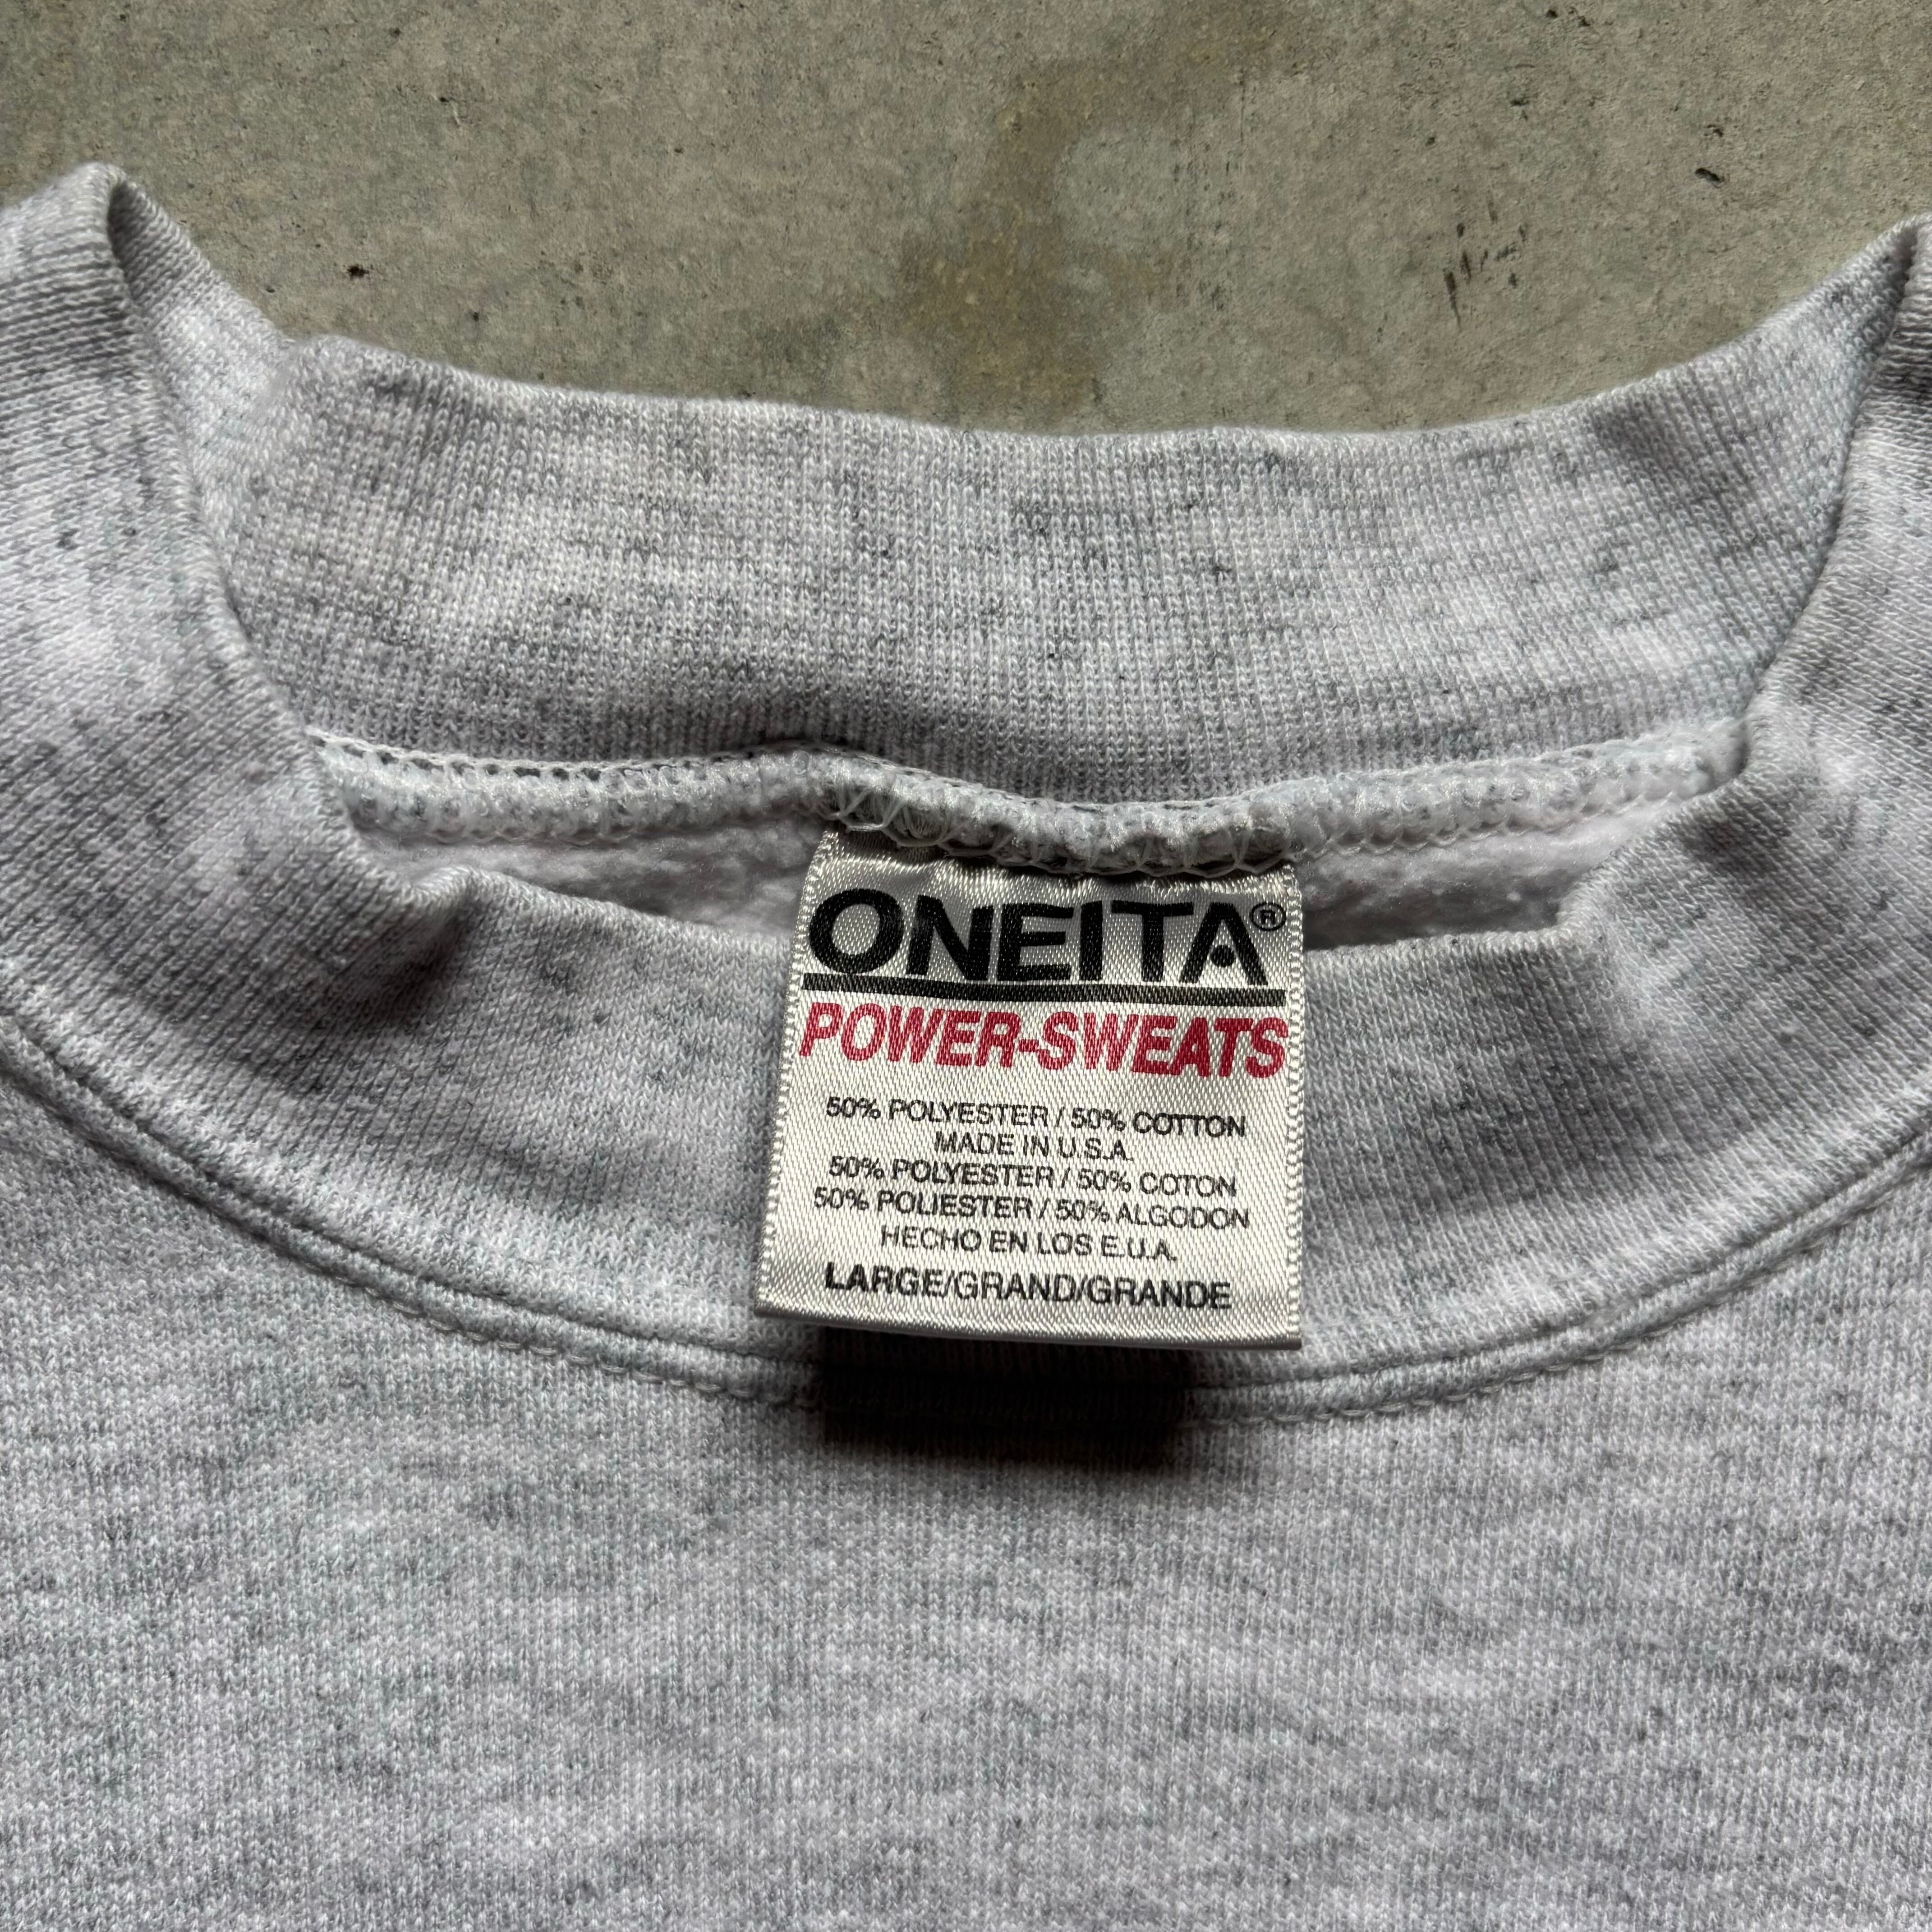 ONEITA®
POWER-SWEATS
50% POLYESTER / 50% COTTON
MADE IN U.S.A.
50% POLYESTER / 50% COTON
50% POLIESTER / 50% ALGODON
HECHO EN LOS E.U.A.
LARGE/GRAND/GRANDE